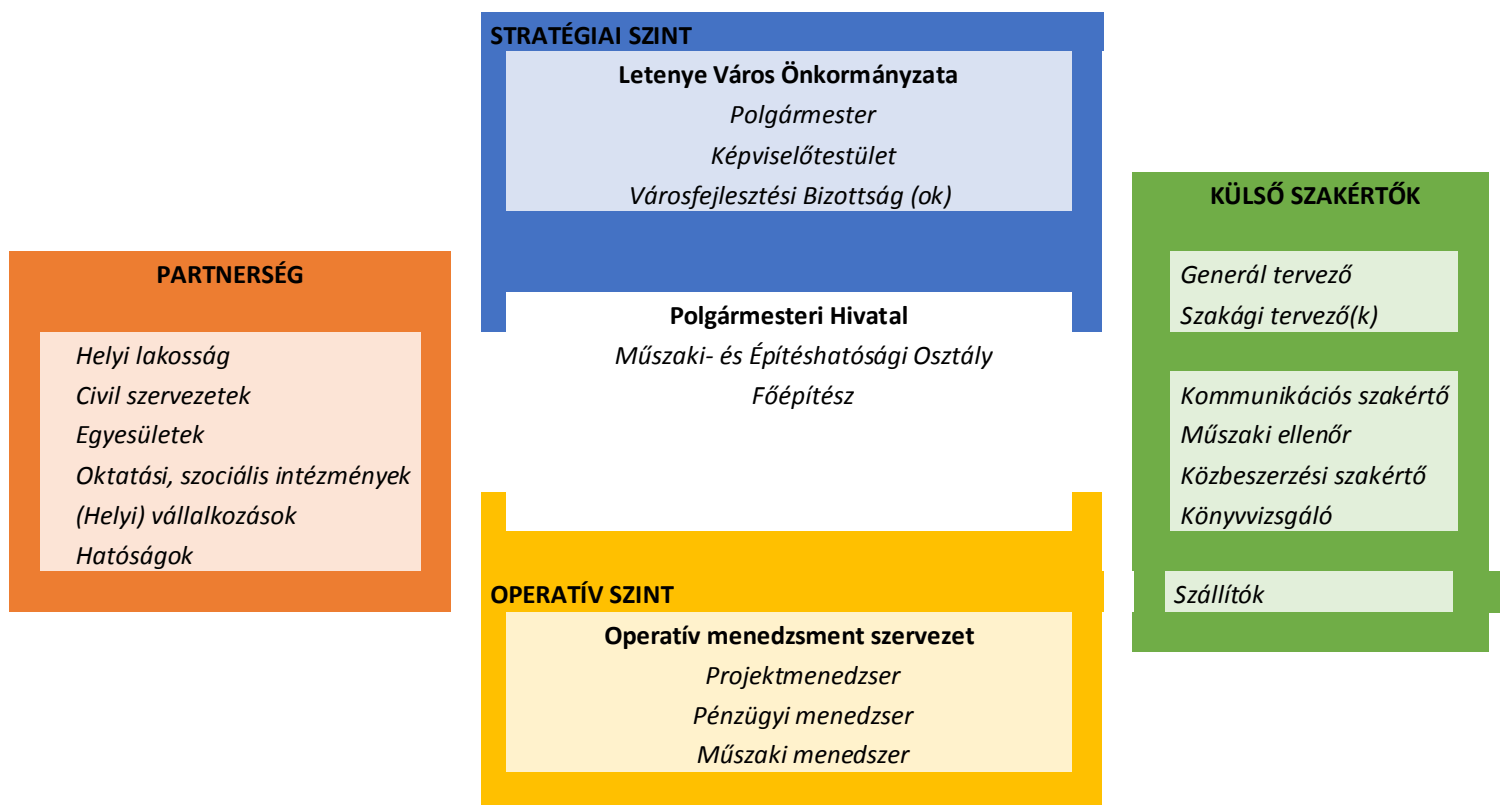 STRATÉGIAI SZINT
Letenye Város Önkormányzata
Polgármester
Képviselőtestület
Városfejlesztési Bizottság (ok)
Polgármesteri Hivatal
Műszaki- és Építéshatósági Osztály
Főépítész
OPERATÍV SZINT
Operatív menedzsment szervezet
Projektmenedzser
Pénzügyi menedzser
Műszaki menedszer
PARTNERSÉG
Helyi lakosság
Civil szervezetek
Egyesületek
Oktatási, szociális intézmények
(Helyi) vállalkozások
Hatóságok
KÜLSŐ SZAKÉRTŐK
Generál tervező
Szakági tervező(k)
Kommunikációs szakértő
Műszaki ellenőr
Közbeszerzési szakértő
Könyvvizsgáló
Szállítók